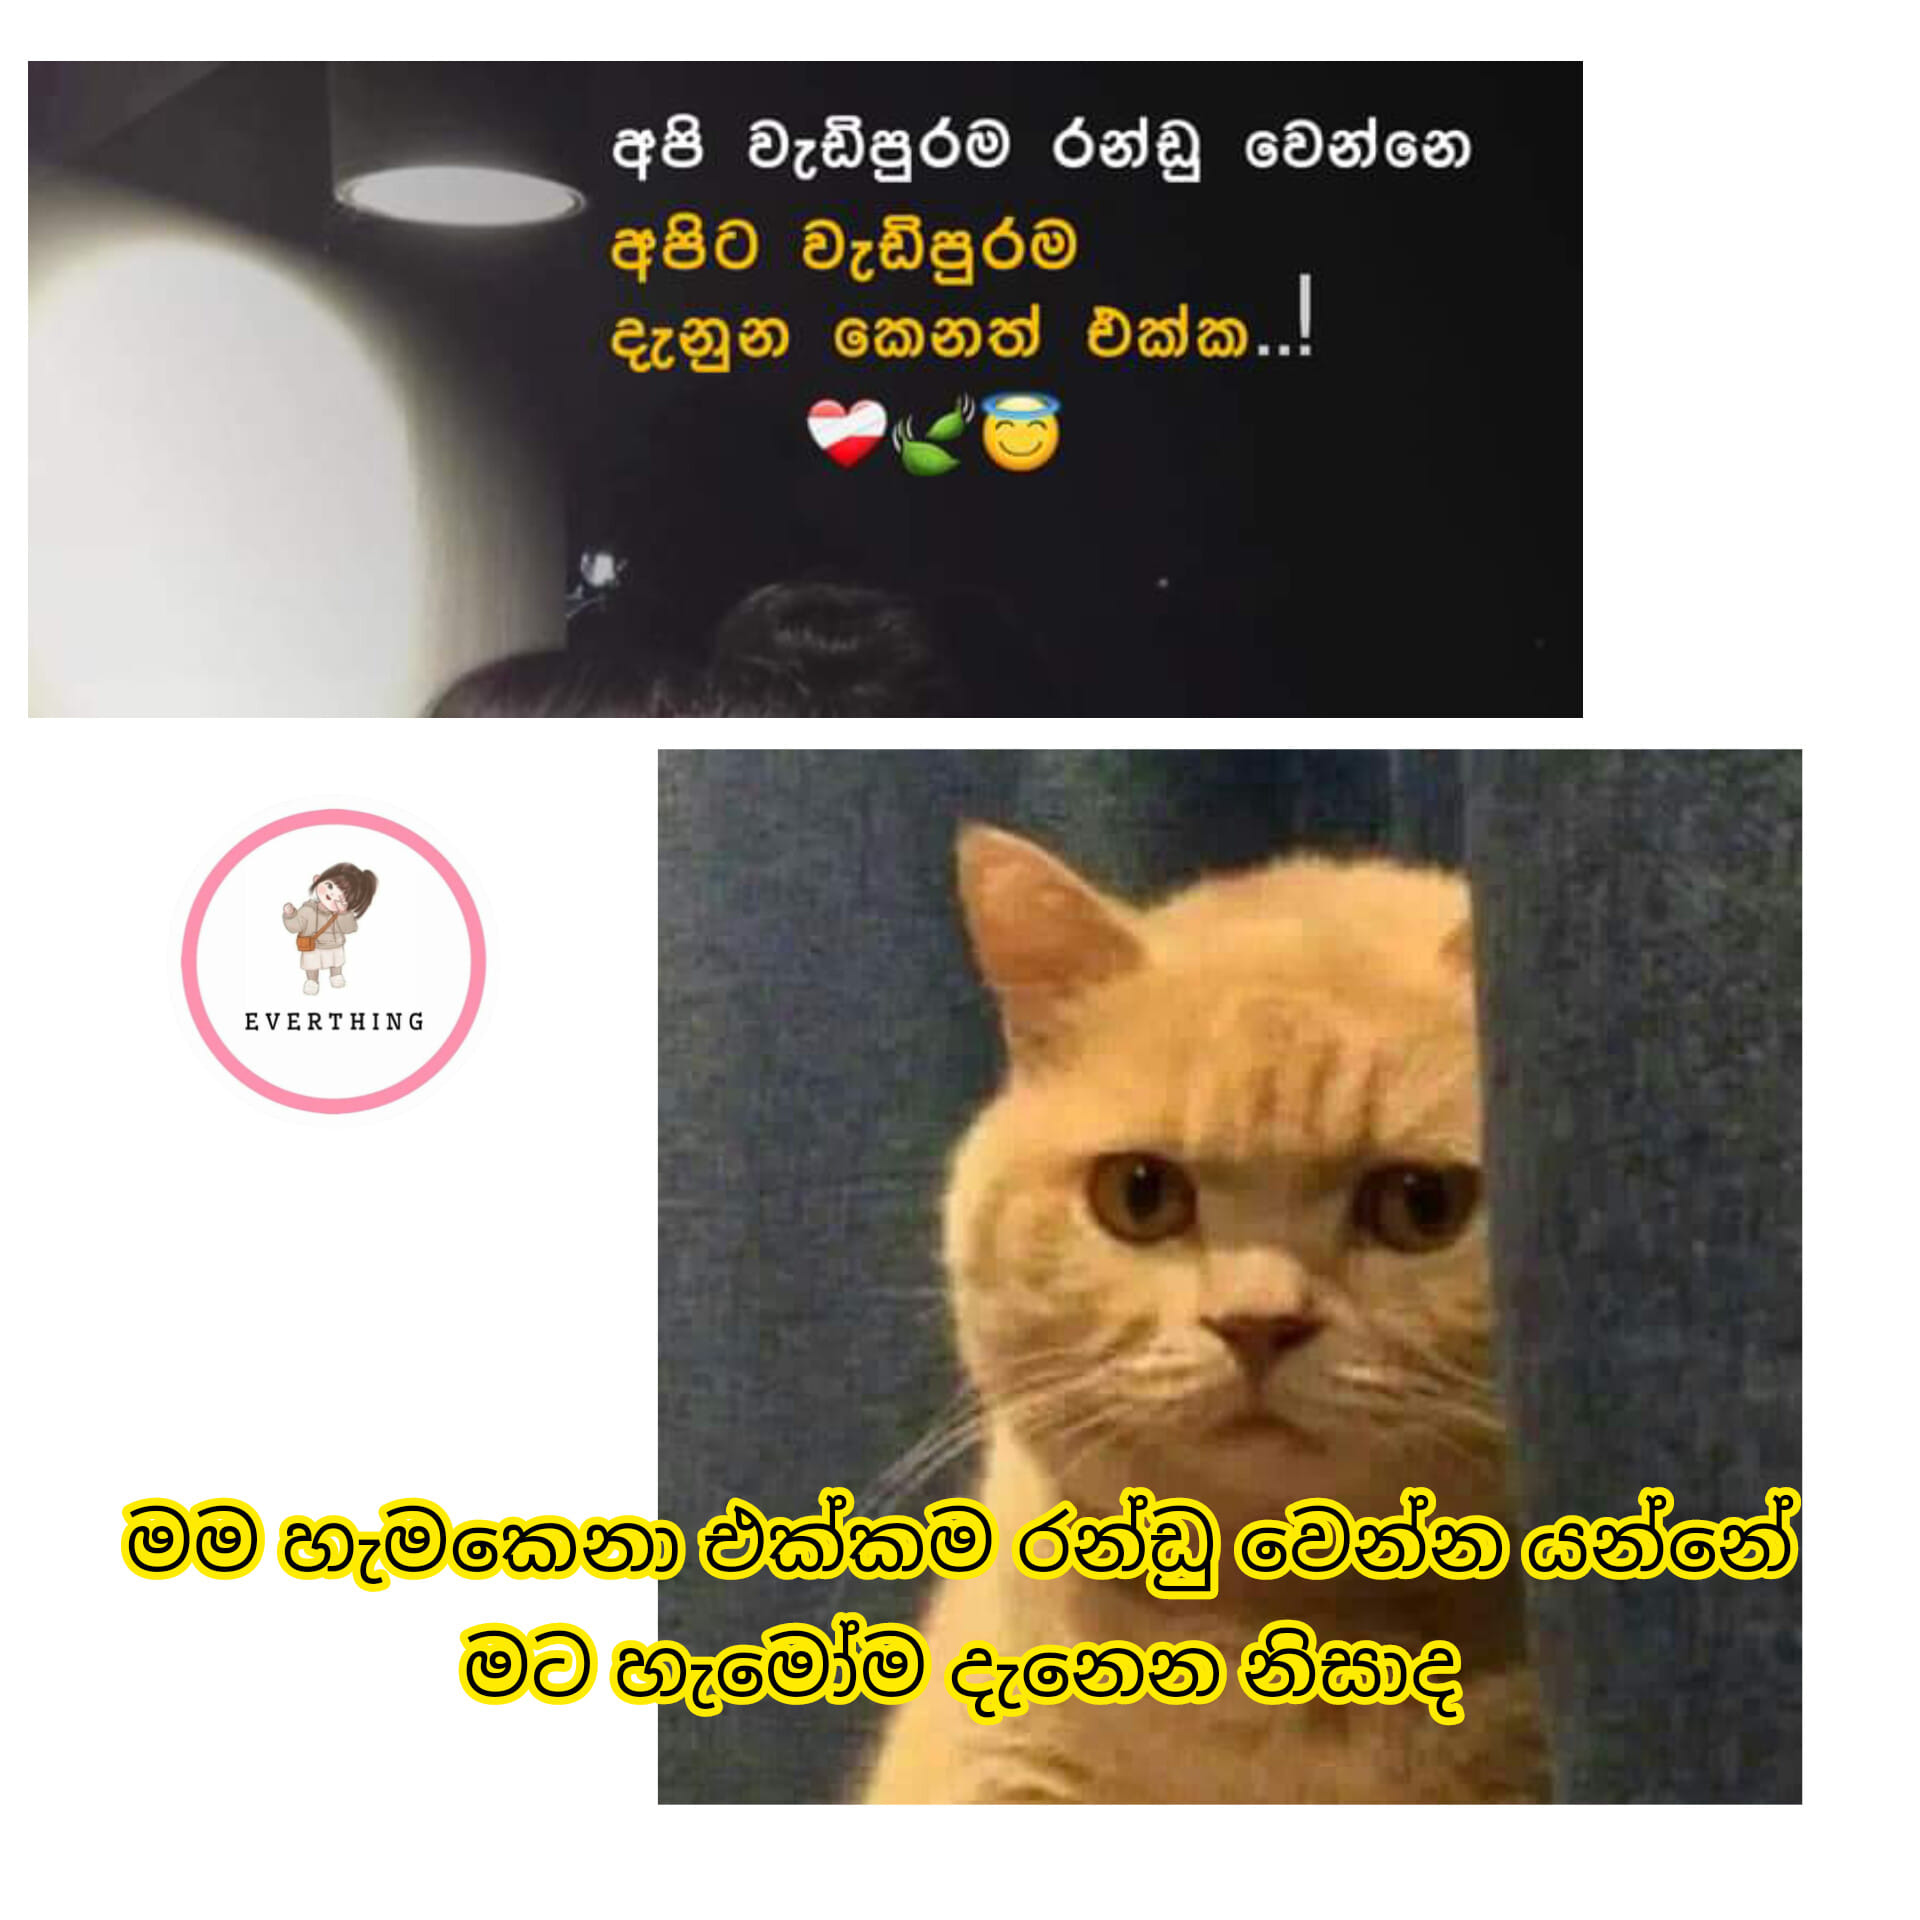 අපි වැඩිපුරම රන්ඩු වෙන්නෙ
අපිට වැඩිපුරම
දැනුන කෙනත් එක්ක..!
❤️‍🩹🍃😇
EVERTHING
මම හැමකෙනා එක්කම රන්ඩු වෙන්න යන්නේ
මට හැමෝම දැනෙන නිසාද